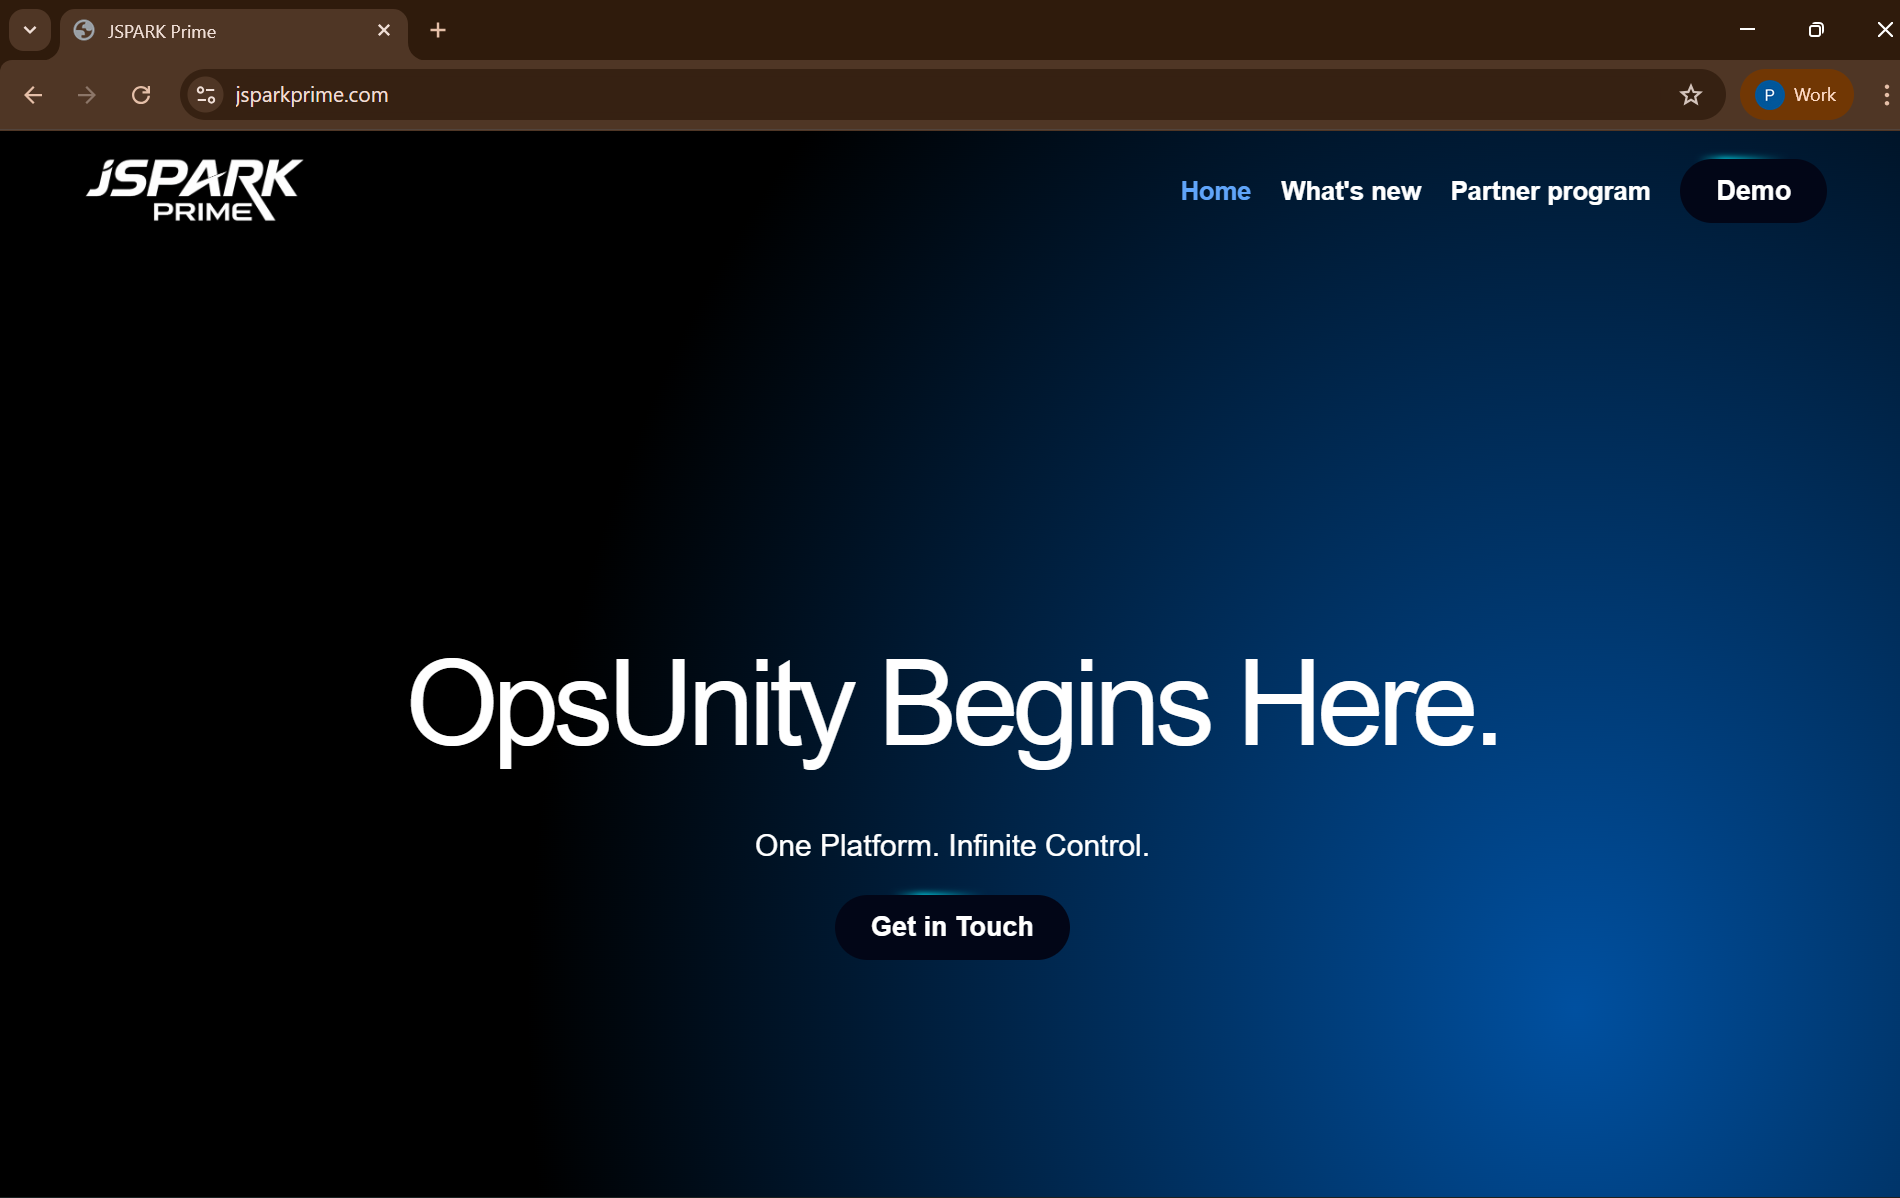 JSPARK Prime
jsparkprime.com
P
Work
JSPARK
PRIME
Home
What's new
Partner program
Demo
OpsUnity Begins Here.
One Platform. Infinite Control.
Get in Touch